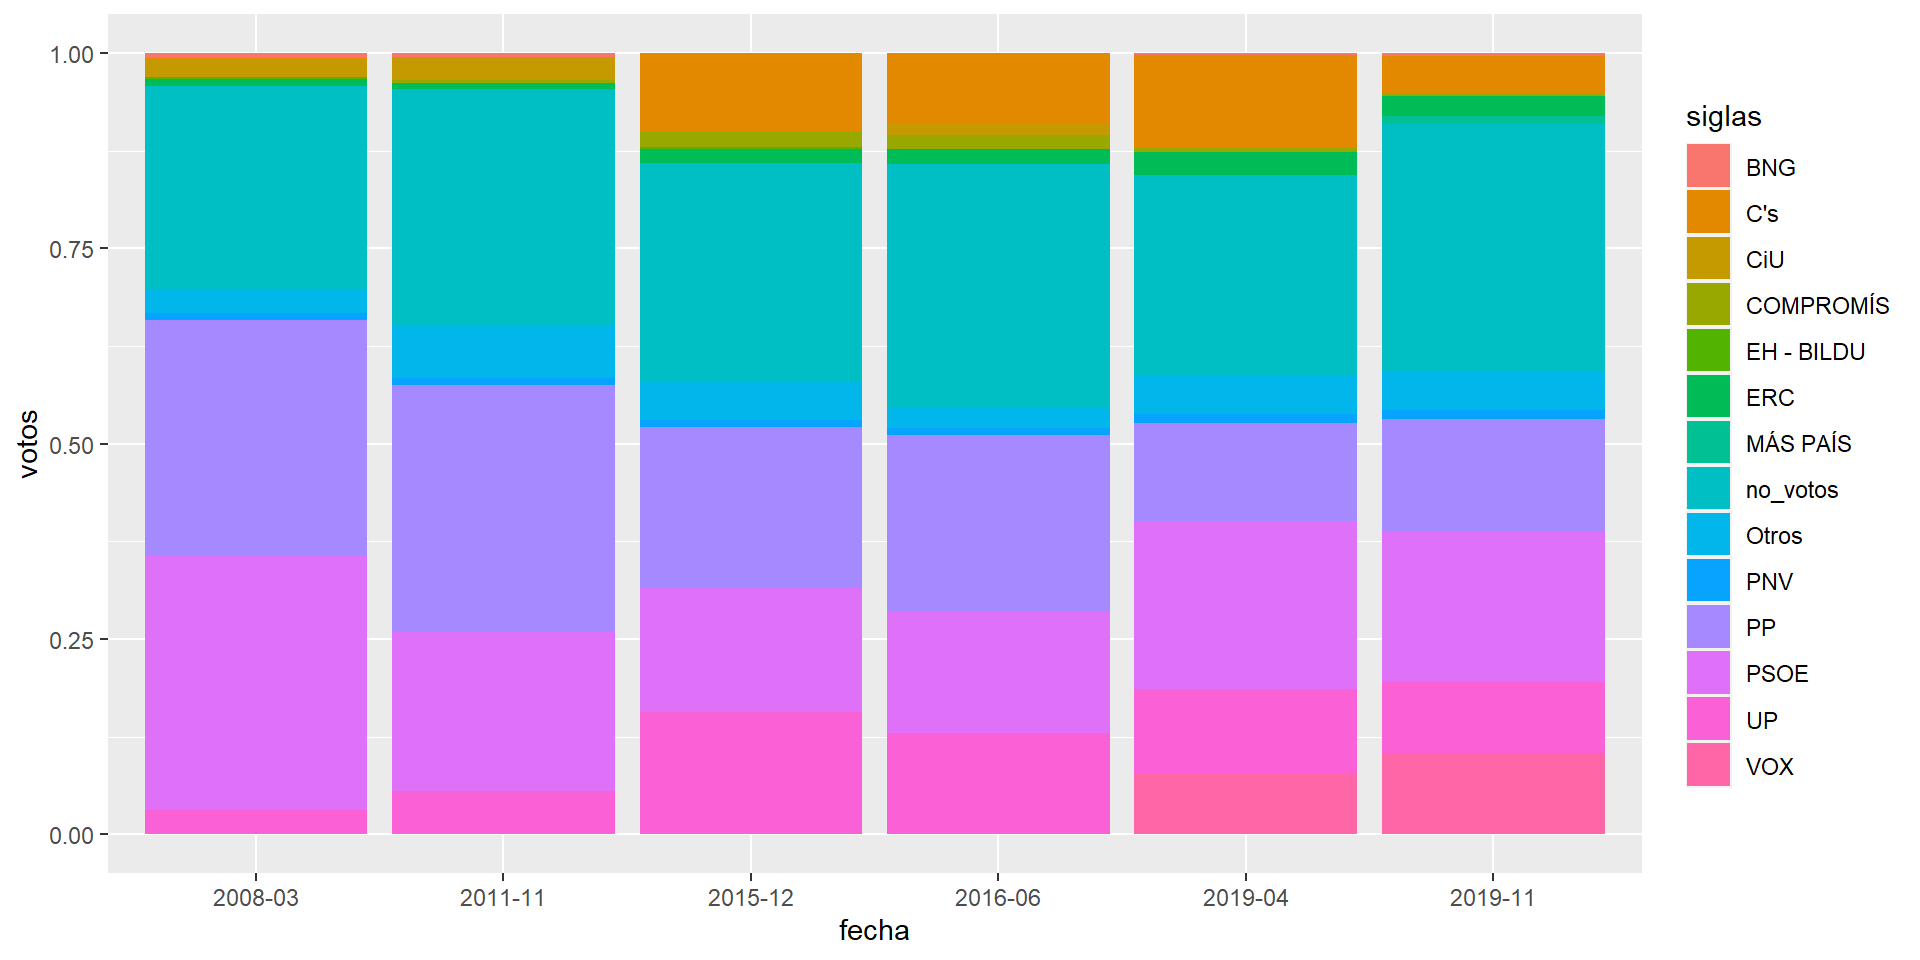 1.00
0.75
0.50
0.25
0.00
votos
2008-03 2011-11 2015-12 2016-06 2019-04 2019-11
fecha
siglas
BNG
C's
CiU
COMPROMÍS
EH - BILDU
ERC
MÁS PAÍS
no_votos
Otros
PNV
PP
PSOE
UP
VOX